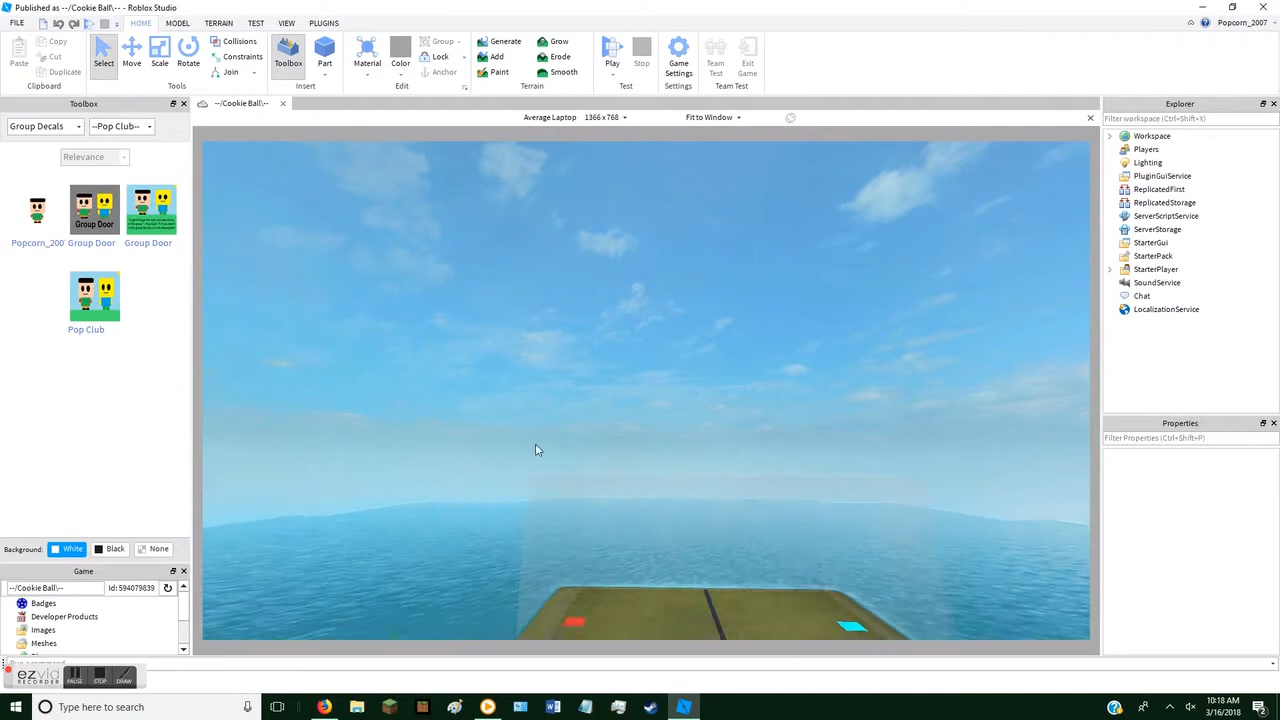 Published as --/Cookie Ball\-- - Roblox Studio
FILE HOME MODEL TERRAIN TEST VIEW PLUGINS Popcorn_2007
Paste Copy Cut Duplicate Clipboard
Select Move Scale Rotate Collisions Constraints Join Tools
Toolbox Part Insert
Material Color Group Lock Anchor Edit
Generate Add Paint Grow Erode Smooth Terrain
Play Stop Test
Game Settings Settings
Team Test Exit Game Team Test
Toolbox
Group Decals --Pop Club--
Relevance
Group Door
Popcorn_200 Group Door Group Door
Pop Club
Background: White Black None
Game
--/Cookie Ball\-- Id: 594079839
Badges
Developer Products
Images
Meshes
--/Cookie Ball\--
Average Laptop 1366 x 768 Fit to Window
Explorer
Filter workspace (Ctrl+Shift+X)
Workspace
Players
Lighting
PluginGuiService
ReplicatedFirst
ReplicatedStorage
ServerScriptService
ServerStorage
StarterGui
StarterPack
StarterPlayer
SoundService
Chat
LocalizationService
Properties
Filter Properties (Ctrl+Shift+P)
ezvid
RECORDER
PAUSE STOP DRAW
Type here to search
10:18 AM
3/16/2018
2